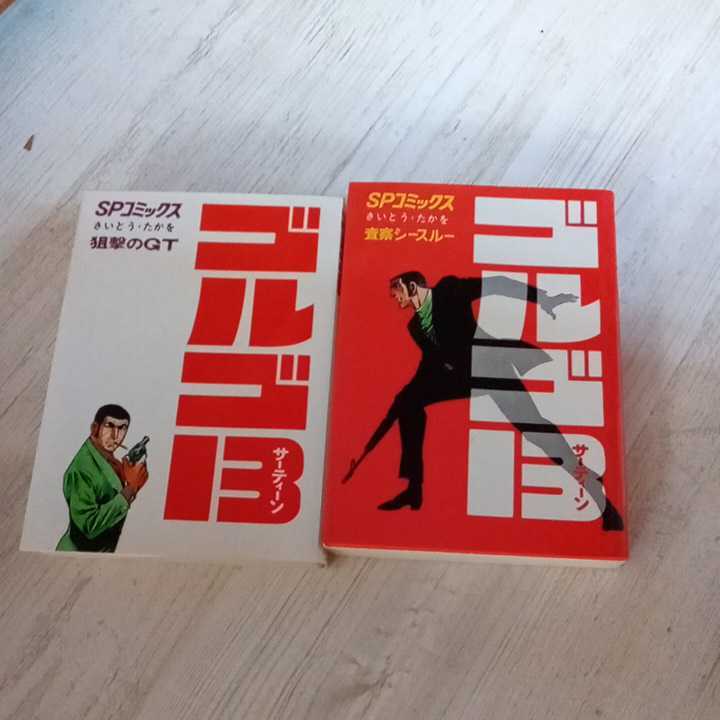 SPコミックス
さいとう・たかを
狙撃のGT
ゴルゴ13
サーティーン
SPコミックス
さいとう・たかを
査察シースルー
ゴルゴ13
サーティーン